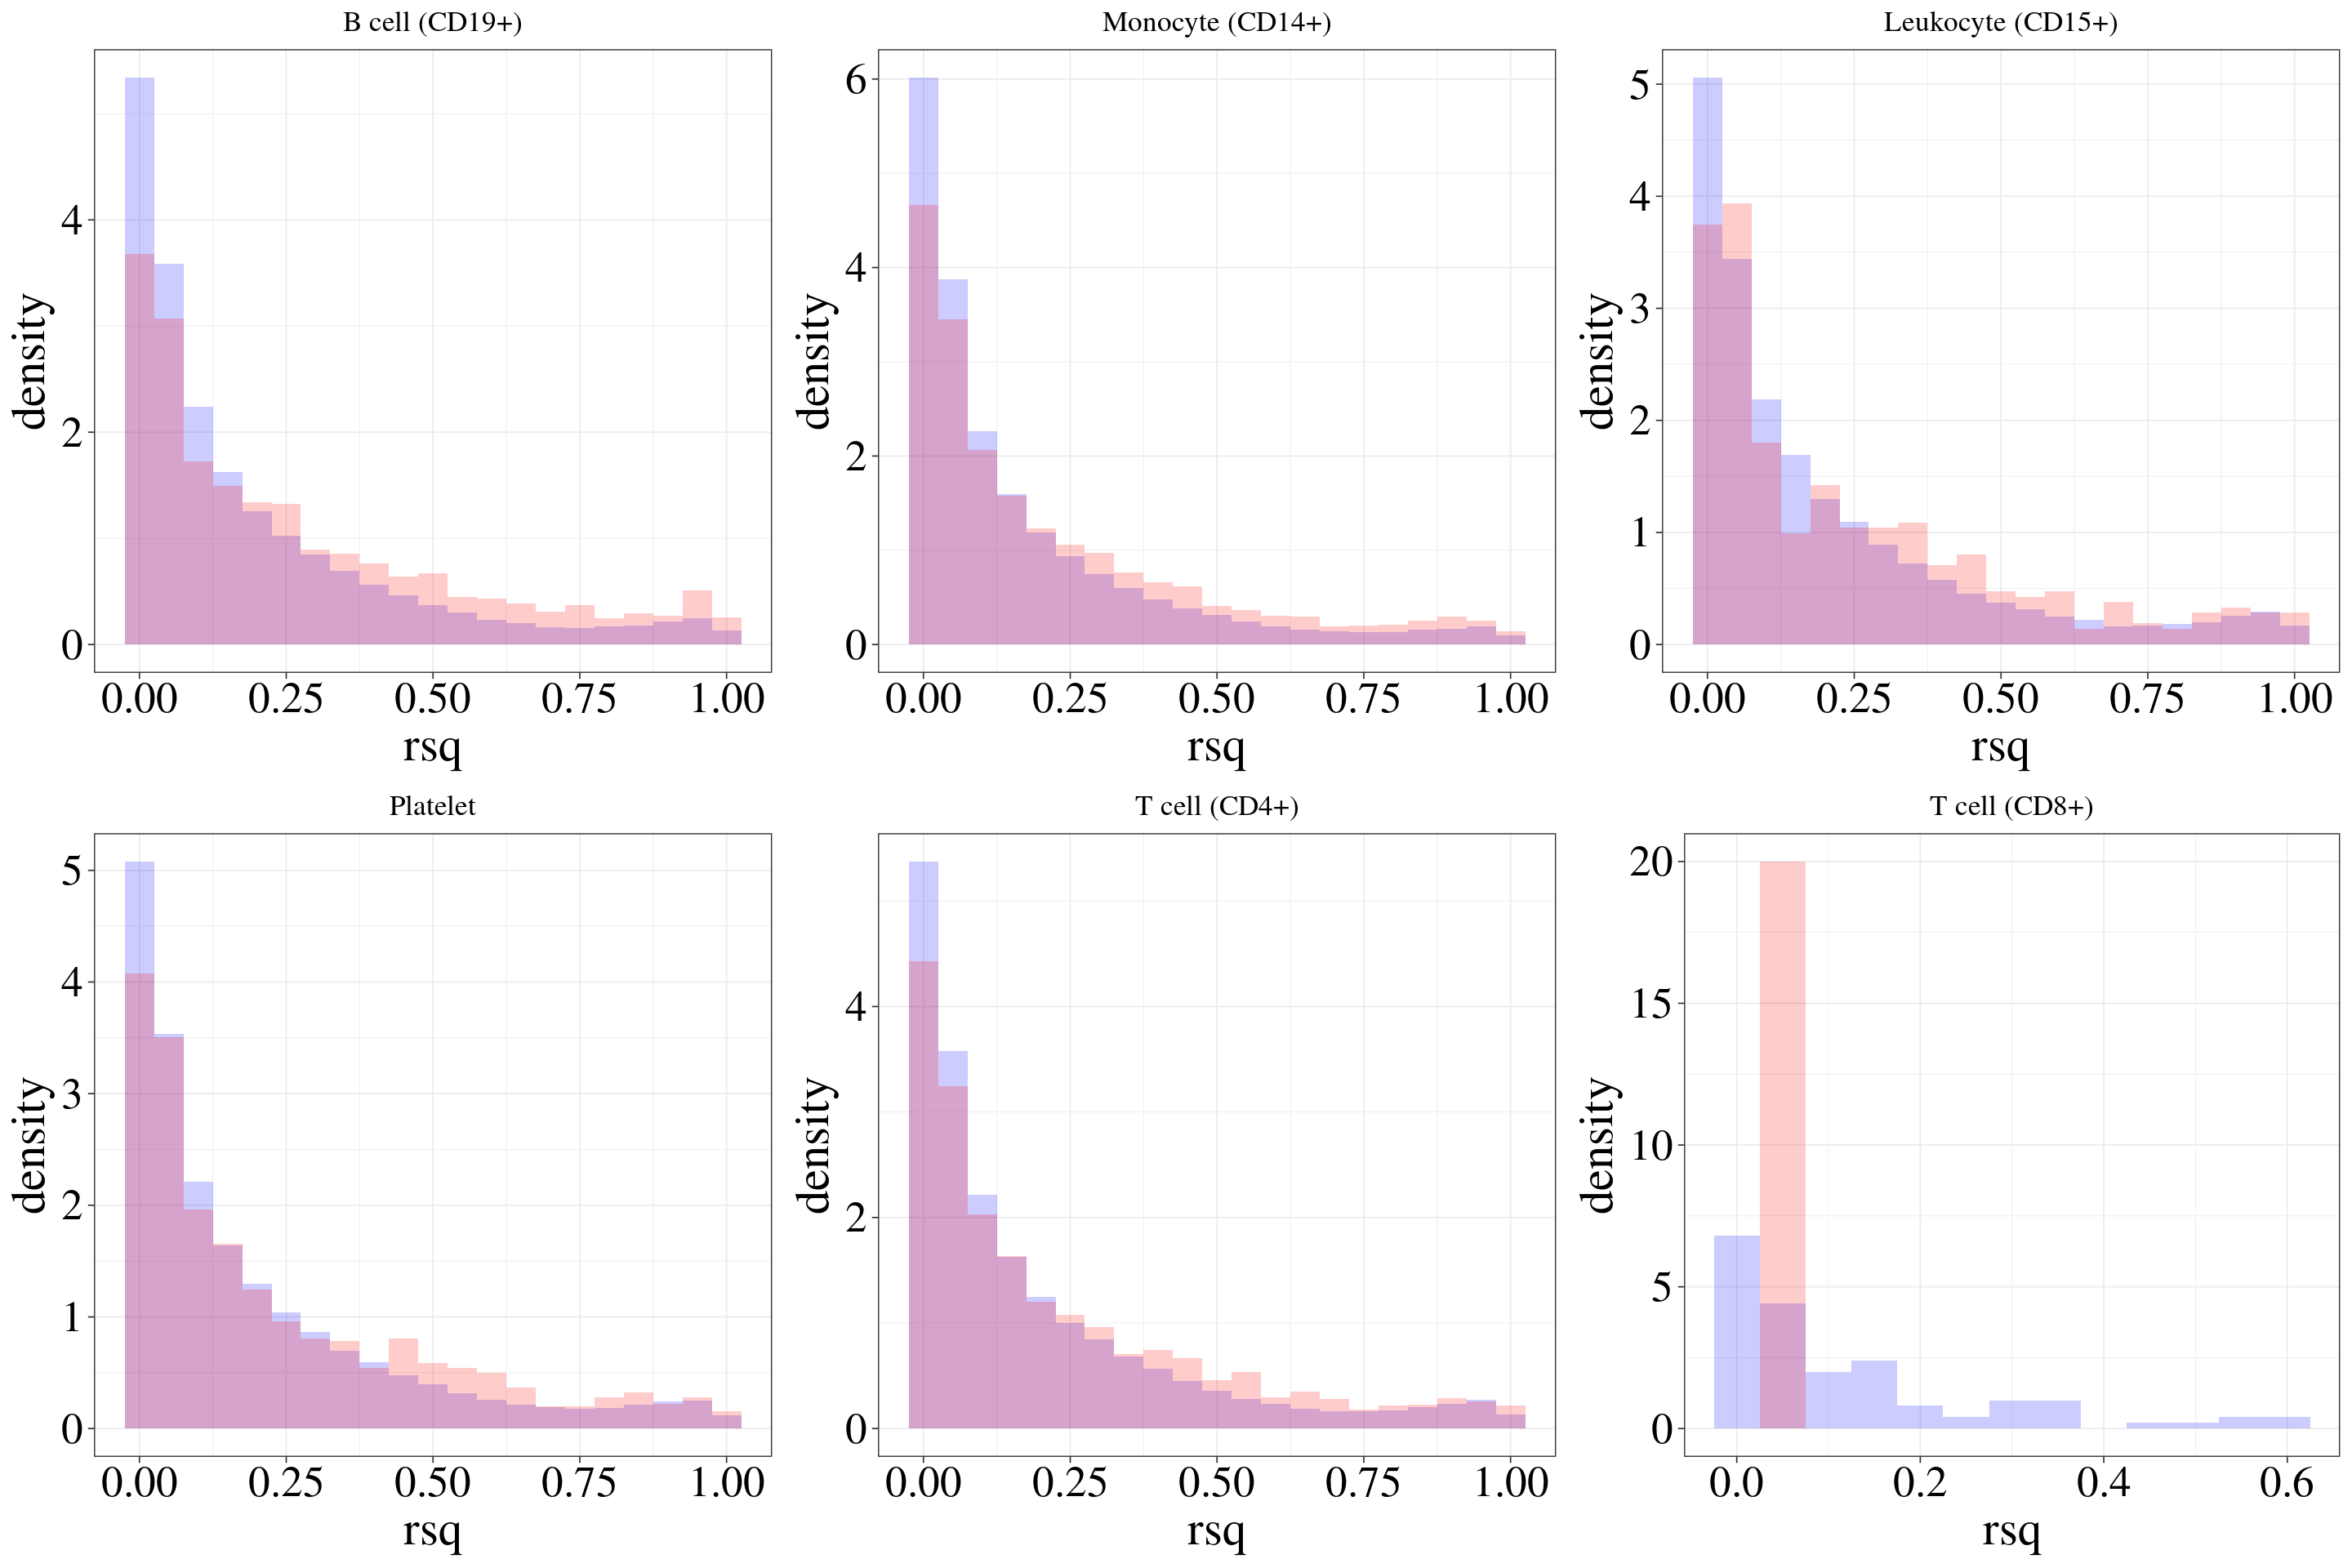 B cell (CD19+)
density
4
2
0
0.00 0.25 0.50 0.75 1.00
rsq
Monocyte (CD14+)
density
6
4
2
0
0.00 0.25 0.50 0.75 1.00
rsq
Leukocyte (CD15+)
density
5
4
3
2
1
0
0.00 0.25 0.50 0.75 1.00
rsq
Platelet
density
5
4
3
2
1
0
0.00 0.25 0.50 0.75 1.00
rsq
T cell (CD4+)
density
4
2
0
0.00 0.25 0.50 0.75 1.00
rsq
T cell (CD8+)
density
20
15
10
5
0
0.0 0.2 0.4 0.6
rsq